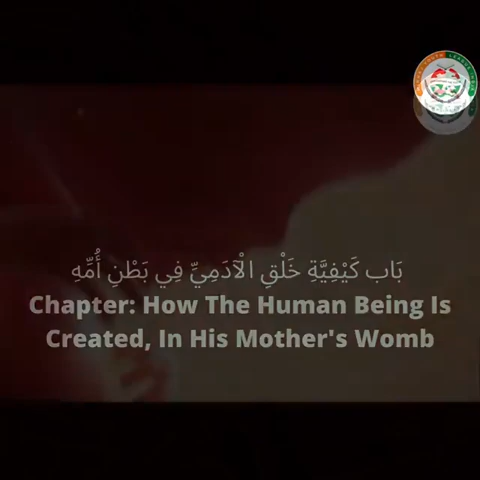 بَاب كَيْفِيَّةِ خَلْقِ الْآدَمِيِّ فِي بَطْنِ أُمِّهِ
Chapter: How The Human Being Is
Created, In His Mother's Womb